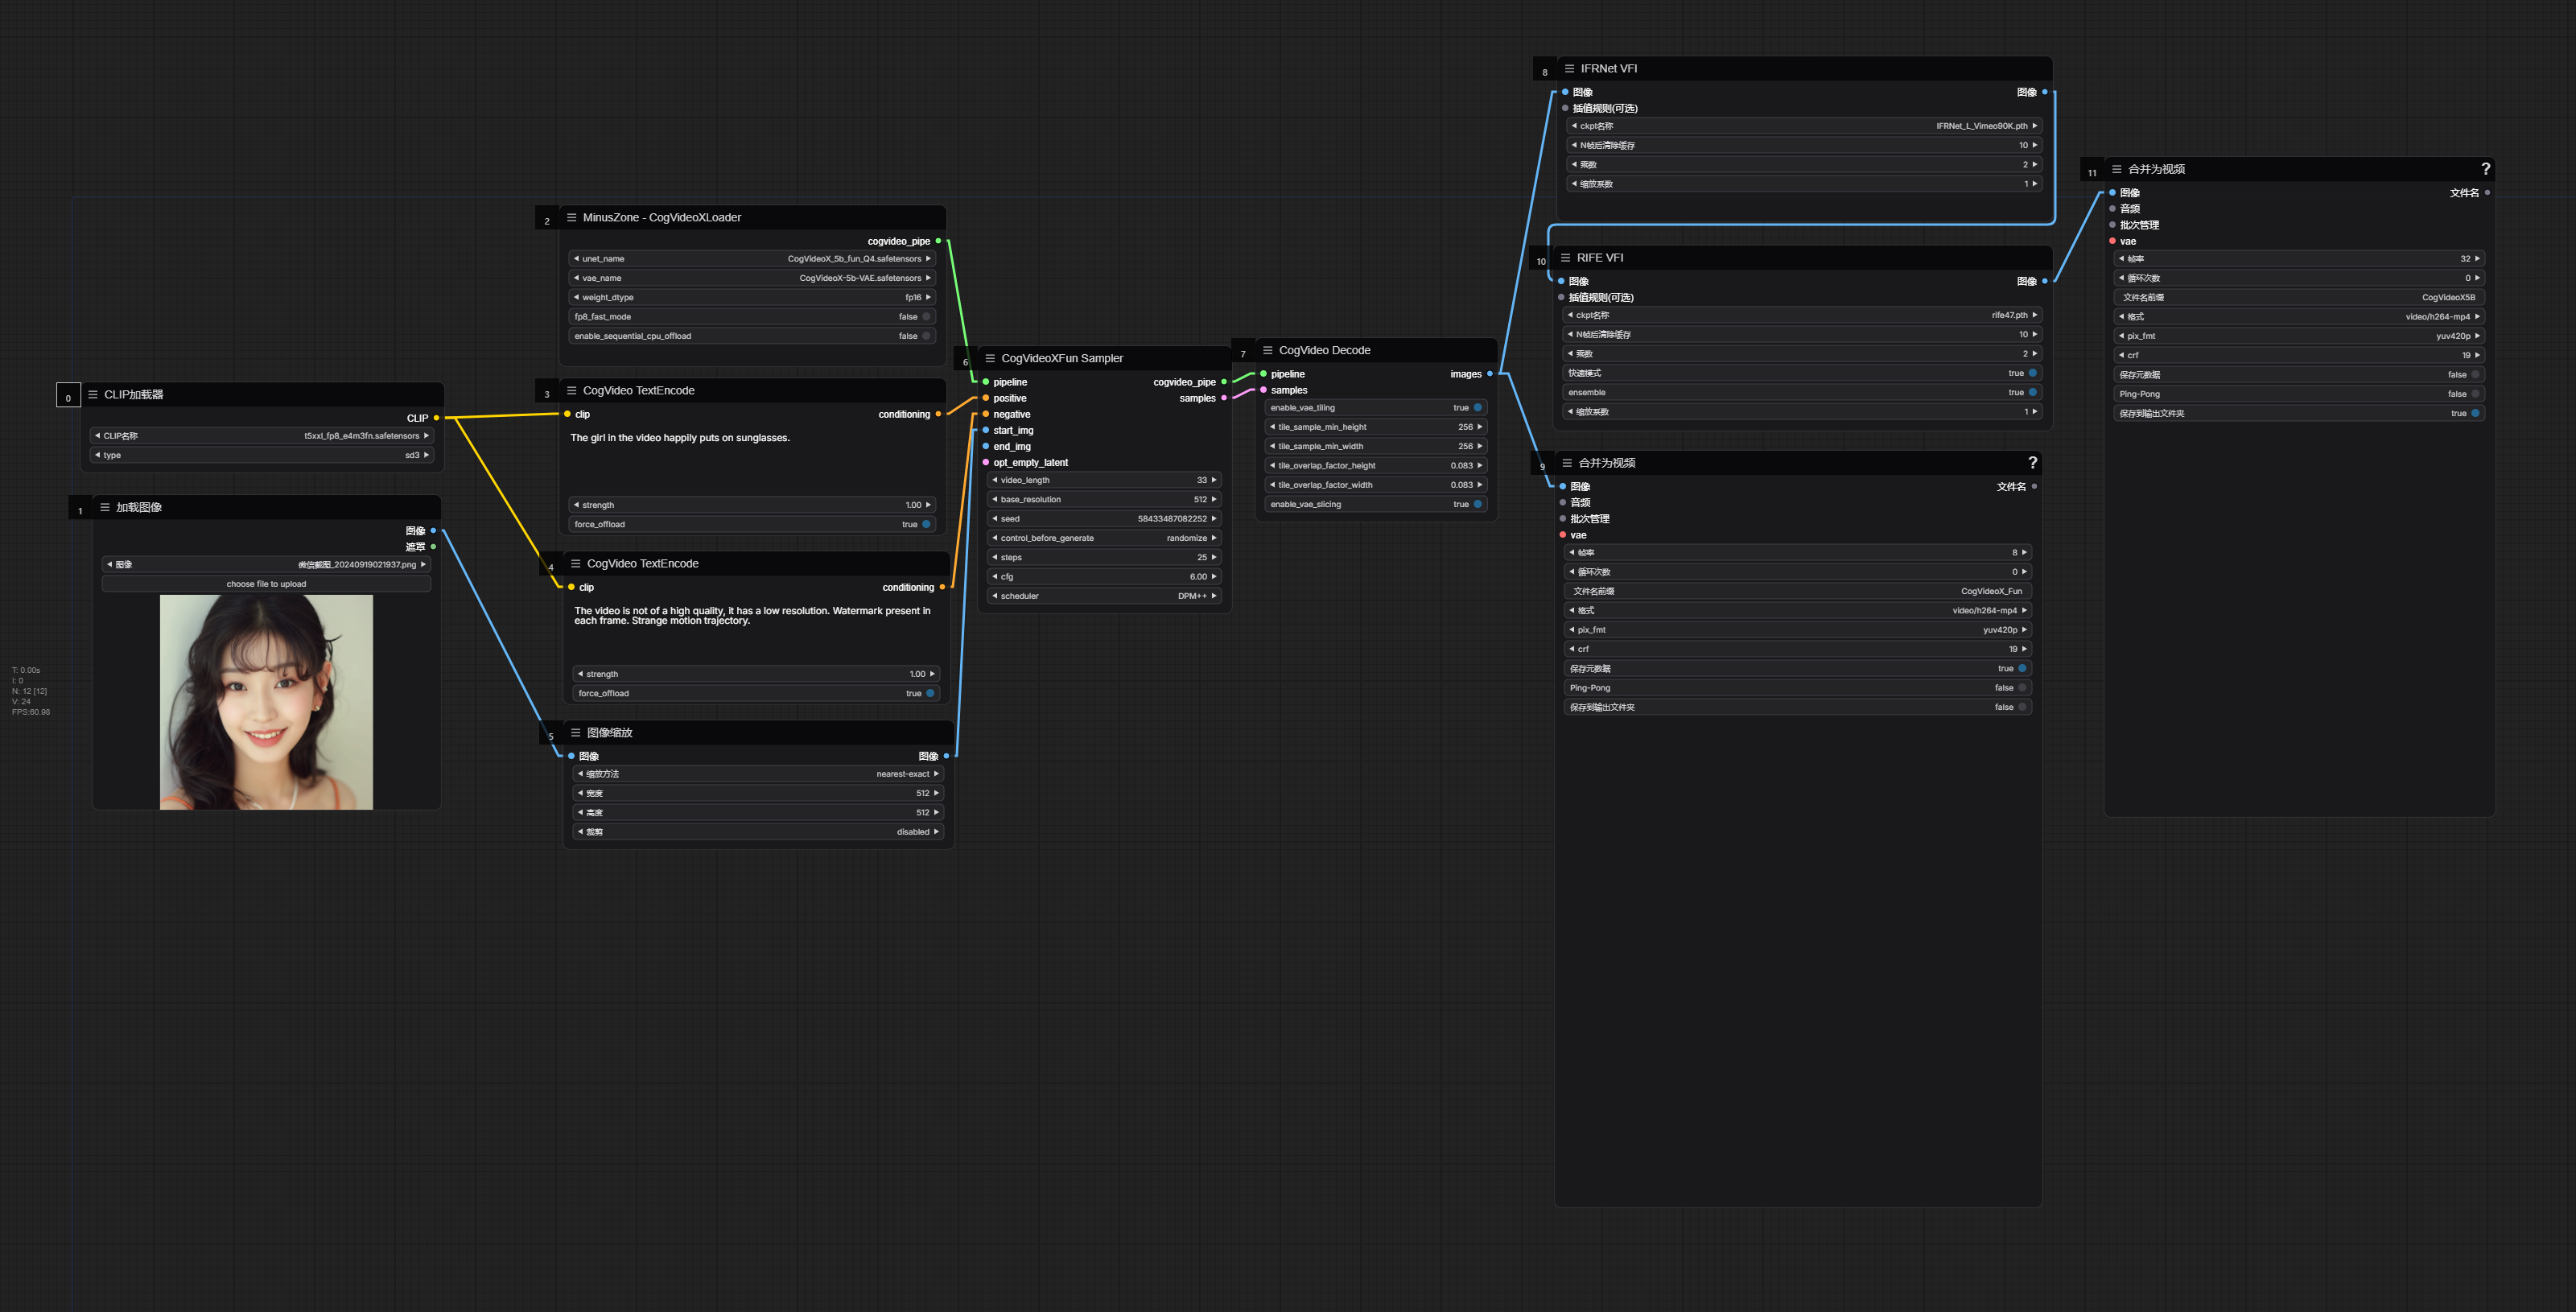 0
CLIP加载器
CLIP
CLIP名称 t5xxl_fp8_e4m3fn.safetensors
type sd3
1
加载图像
图像
遮罩
图像 微信截图_20240919021937.png
choose file to upload
T: 0.00s
I: 0
N: 12 [12]
V: 24
FPS:60.98
2
MinusZone - CogVideoXLoader
cogvideo_pipe
unet_name CogVideoX_5b_fun_Q4.safetensors
vae_name CogVideoX-5b-VAE.safetensors
weight_dtype fp16
fp8_fast_mode false
enable_sequential_cpu_offload false
3
CogVideo TextEncode
clip conditioning
The girl in the video happily puts on sunglasses.
strength 1.00
force_offload true
4
CogVideo TextEncode
clip conditioning
The video is not of a high quality, it has a low resolution. Watermark present in
each frame. Strange motion trajectory.
strength 1.00
force_offload true
5
图像缩放
图像 图像
缩放方法 nearest-exact
宽度 512
高度 512
裁剪 disabled
6
CogVideoXFun Sampler
pipeline cogvideo_pipe
positive samples
negative
start_img
end_img
opt_empty_latent
video_length 33
base_resolution 512
seed 58433487082252
control_before_generate randomize
steps 25
cfg 6.00
scheduler DPM++
7
CogVideo Decode
pipeline images
samples
enable_vae_tiling true
tile_sample_min_height 256
tile_sample_min_width 256
tile_overlap_factor_height 0.083
tile_overlap_factor_width 0.083
enable_vae_slicing true
8
IFRNet VFI
图像 图像
插值规则(可选)
ckpt名称 IFRNet_L_Vimeo90K.pth
N帧后清除缓存 10
乘数 2
缩放系数 1
10
RIFE VFI
图像 图像
插值规则(可选)
ckpt名称 rife47.pth
N帧后清除缓存 10
乘数 2
快速模式 true
ensemble true
缩放系数 1
9
合并为视频 ?
图像 文件名
音频
批次管理
vae
帧率 8
循环次数 0
文件名前缀 CogVideoX_Fun
格式 video/h264-mp4
pix_fmt yuv420p
crf 19
保存元数据 true
Ping-Pong false
保存到输出文件夹 false
11
合并为视频 ?
图像 文件名
音频
批次管理
vae
帧率 32
循环次数 0
文件名前缀 CogVideoX5B
格式 video/h264-mp4
pix_fmt yuv420p
crf 19
保存元数据 false
Ping-Pong false
保存到输出文件夹 true